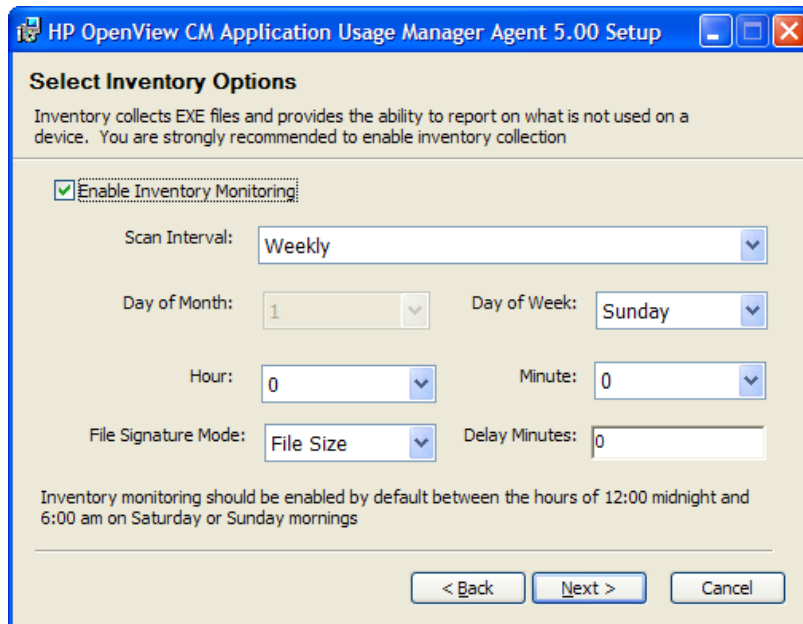 HP OpenView CM Application Usage Manager Agent 5.00 Setup
Select Inventory Options
Inventory collects EXE files and provides the ability to report on what is not used on a
device. You are strongly recommended to enable inventory collection
Enable Inventory Monitoring
Scan Interval: Weekly
Day of Month: 1 Day of Week: Sunday
Hour: 0 Minute: 0
File Signature Mode: File Size Delay Minutes: 0
Inventory monitoring should be enabled by default between the hours of 12:00 midnight and
6:00 am on Saturday or Sunday mornings
< Back Next > Cancel